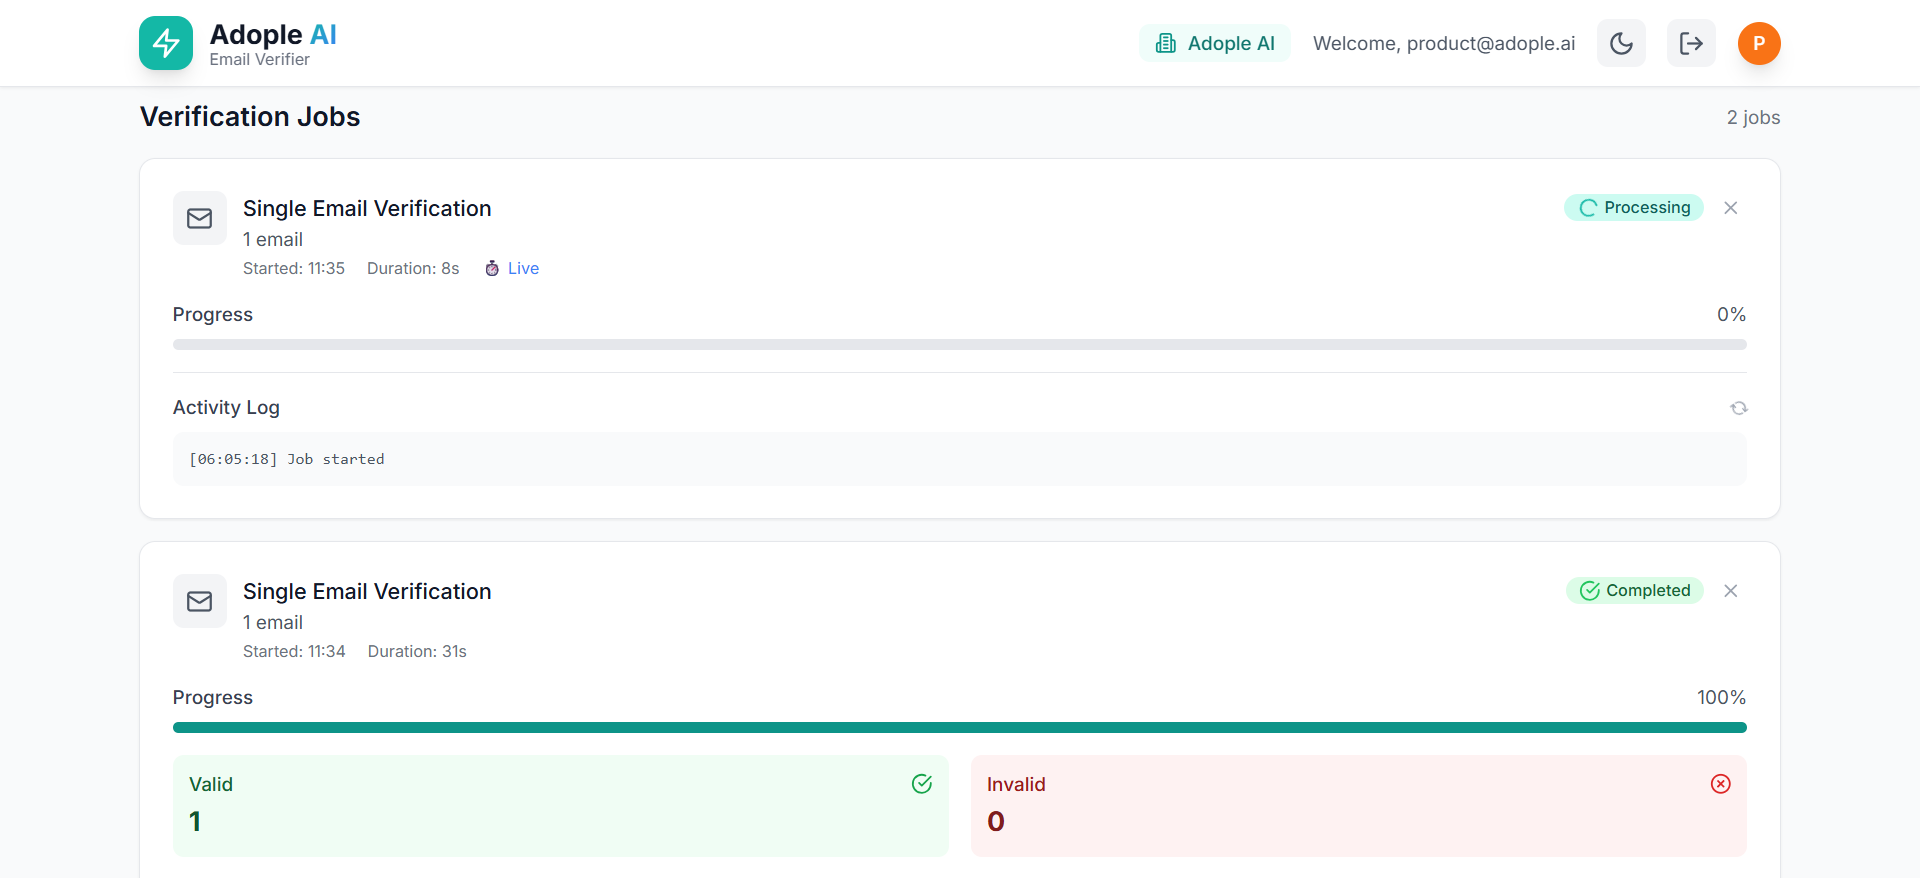 Adople AI
Email Verifier
Adople AI
Welcome, product@adople.ai
P
Verification Jobs
2 jobs
Single Email Verification
Processing
1 email
Started: 11:35 Duration: 8s Live
Progress
0%
Activity Log
[06:05:18] Job started
Single Email Verification
Completed
1 email
Started: 11:34 Duration: 31s
Progress
100%
Valid
1
Invalid
0